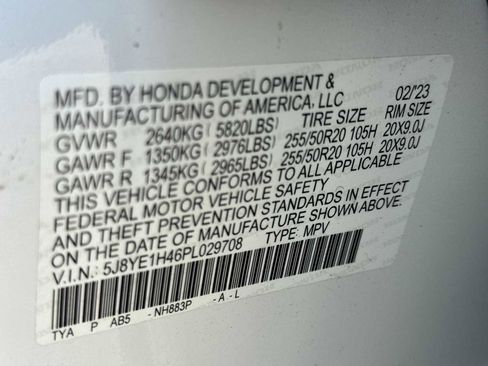 MFD. BY HONDA DEVELOPMENT & 02/'23
MANUFACTURING OF AMERICA, LLC TIRE SIZE RIM SIZE
GVWR 2640KG (5820LBS)
GAWR F 1350KG (2976LBS) 255/50R20 105H 20X9.0J
GAWR R 1345KG (2965LBS) 255/50R20 105H 20X9.0J
THIS VEHICLE CONFORMS TO ALL APPLICABLE
FEDERAL MOTOR VEHICLE SAFETY
AND THEFT PREVENTION STANDARDS IN EFFECT
ON THE DATE OF MANUFACTURE SHOWN ABOVE.
V.I.N.: 5J8YE1H46PL029708 TYPE: MPV
TYA P AB5 - NH883P - A - L